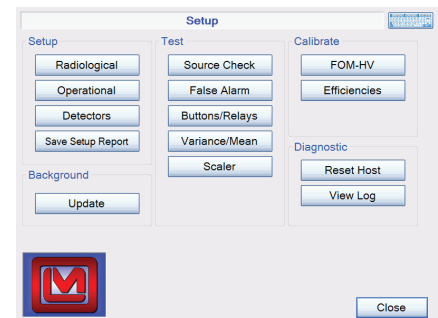 Setup
Setup
Radiological
Operational
Detectors
Save Setup Report
Background
Update
Test
Source Check
False Alarm
Buttons/Relays
Variance/Mean
Scaler
Calibrate
FOM-HV
Efficiencies
Diagnostic
Reset Host
View Log
LM
Close